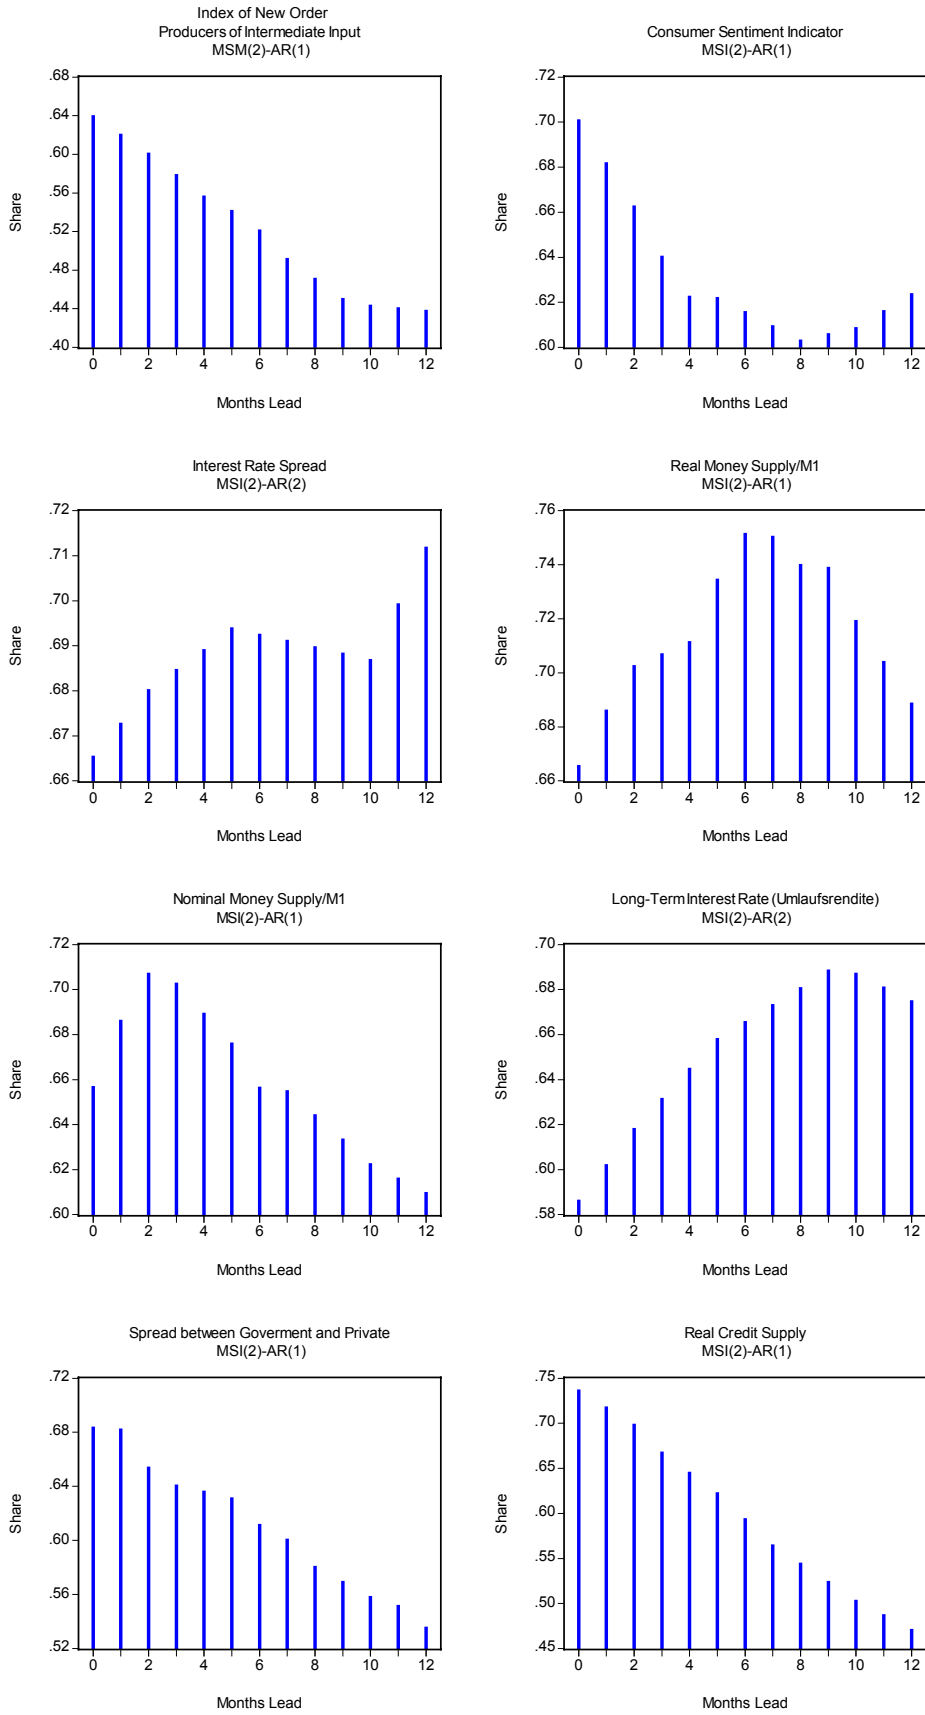 Index of New Order
Producers of Intermediate Input
MSM(2)-AR(1)
.68
.64
.60
.56
.52
.48
.44
.40
Share
0 2 4 6 8 10 12
Months Lead
Consumer Sentiment Indicator
MSI(2)-AR(1)
.72
.70
.68
.66
.64
.62
.60
Share
0 2 4 6 8 10 12
Months Lead
Interest Rate Spread
MSI(2)-AR(2)
.72
.71
.70
.69
.68
.67
.66
Share
0 2 4 6 8 10 12
Months Lead
Real Money Supply/M1
MSI(2)-AR(1)
.76
.74
.72
.70
.68
.66
Share
0 2 4 6 8 10 12
Months Lead
Nominal Money Supply/M1
MSI(2)-AR(1)
.72
.70
.68
.66
.64
.62
.60
Share
0 2 4 6 8 10 12
Months Lead
Long-Term Interest Rate (Umlaufsrendite)
MSI(2)-AR(2)
.70
.68
.66
.64
.62
.60
.58
Share
0 2 4 6 8 10 12
Months Lead
Spread between Goverment and Private
MSI(2)-AR(1)
.72
.68
.64
.60
.56
.52
Share
0 2 4 6 8 10 12
Months Lead
Real Credit Supply
MSI(2)-AR(1)
.75
.70
.65
.60
.55
.50
.45
Share
0 2 4 6 8 10 12
Months Lead